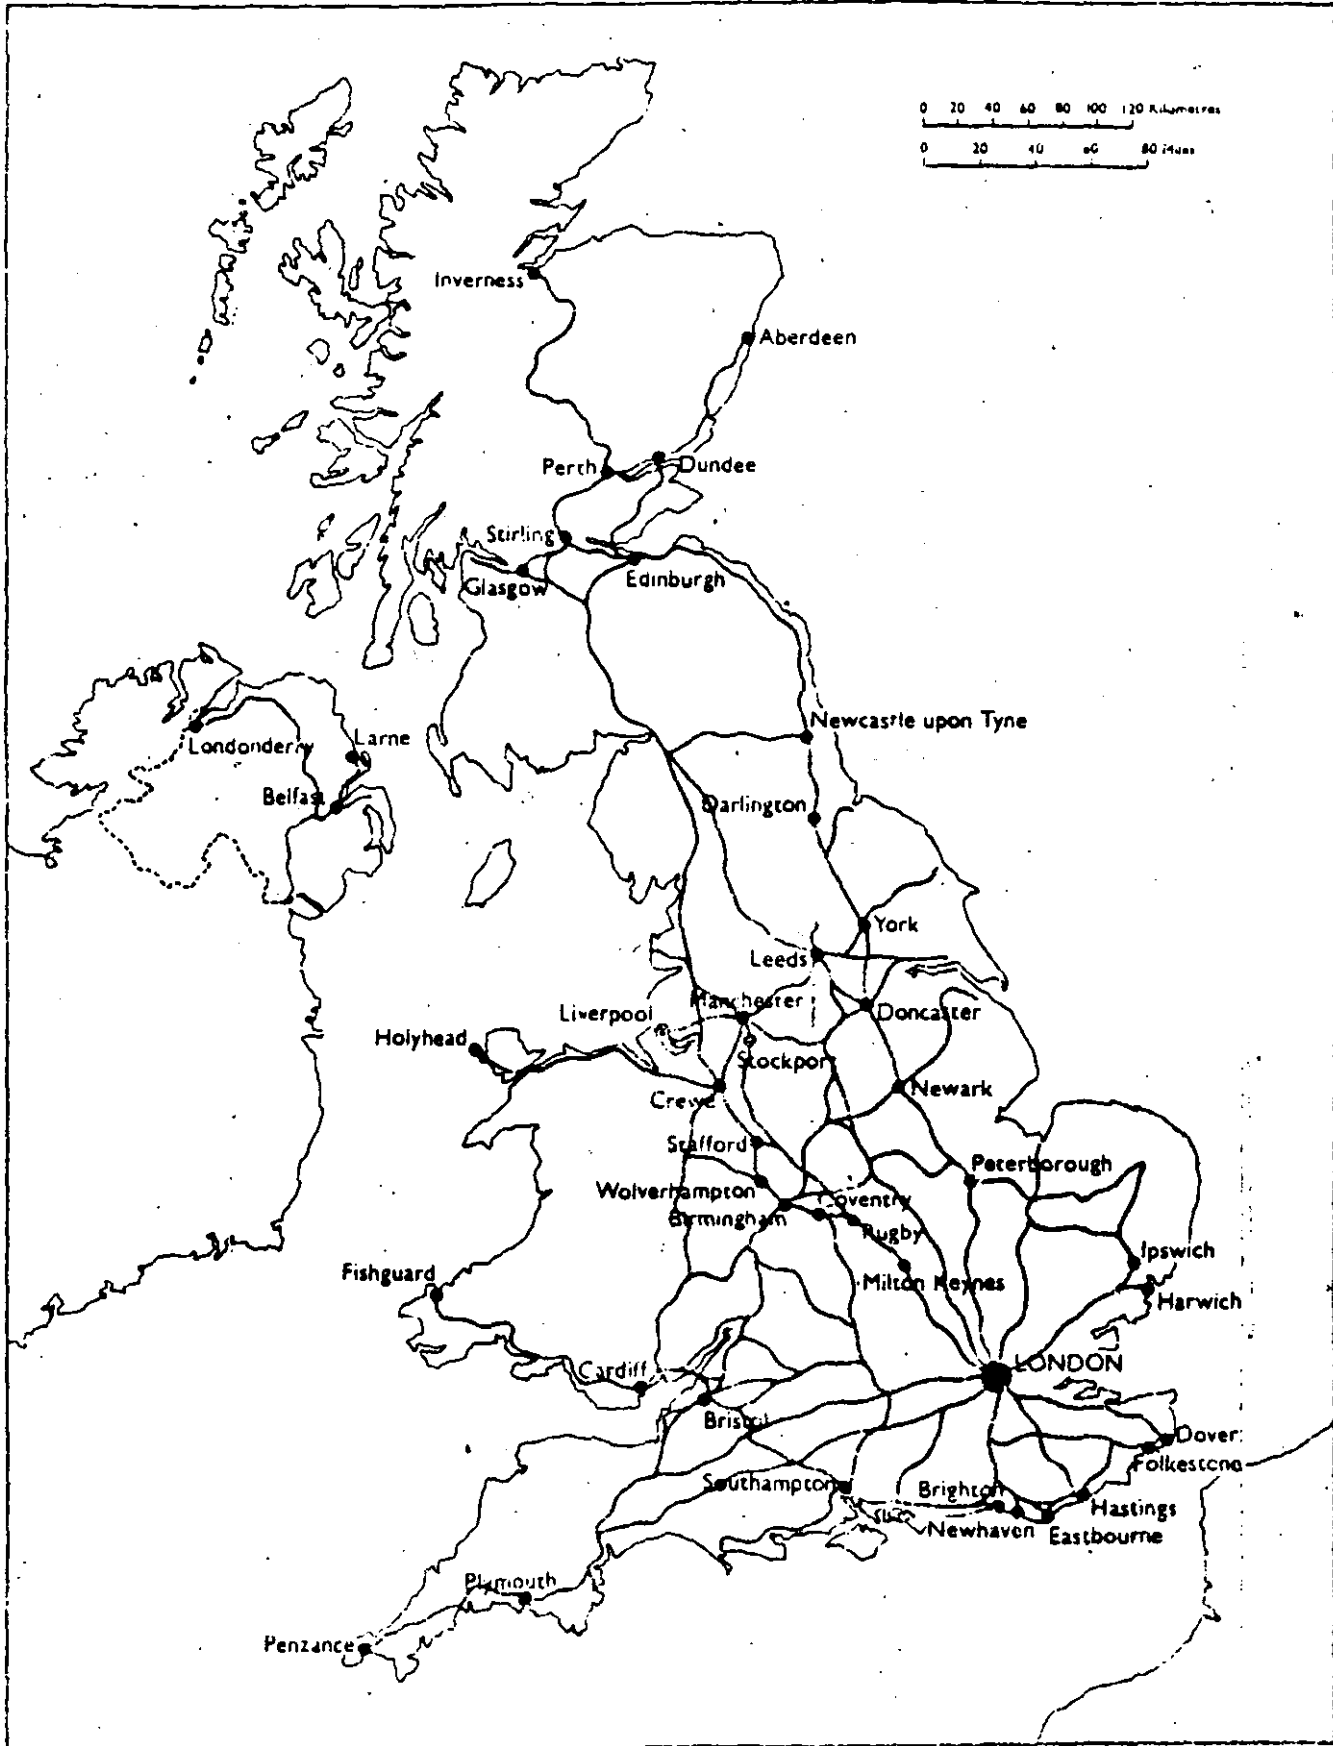 0 20 40 60 80 100 120 Kilometres
0 20 40 60 80 Miles
Inverness
Aberdeen
Perth
Dundee
Stirling
Glasgow
Edinburgh
Newcastle upon Tyne
Londonderry
Larne
Belfast
Darlington
York
Leeds
Manchester
Liverpool
Doncaster
Holyhead
Stockport
Crewe
Newark
Stafford
Peterborough
Wolverhampton
Coventry
Birmingham
Rugby
Ipswich
Fishguard
Milton Keynes
Harwich
LONDON
Cardiff
Bristol
Dover
Folkestone
Southampton
Brighton
Hastings
Newhaven
Eastbourne
Plymouth
Penzance